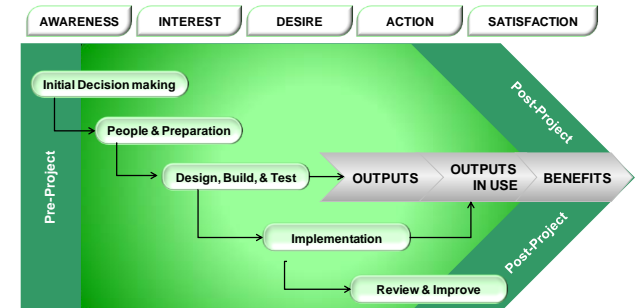 AWARENESS
INTEREST
DESIRE
ACTION
SATISFACTION
Initial Decision making
People & Preparation
Design, Build, & Test
Implementation
Review & Improve
Pre-Project
Post-Project
OUTPUTS
OUTPUTS
IN USE
BENEFITS
Post-Project